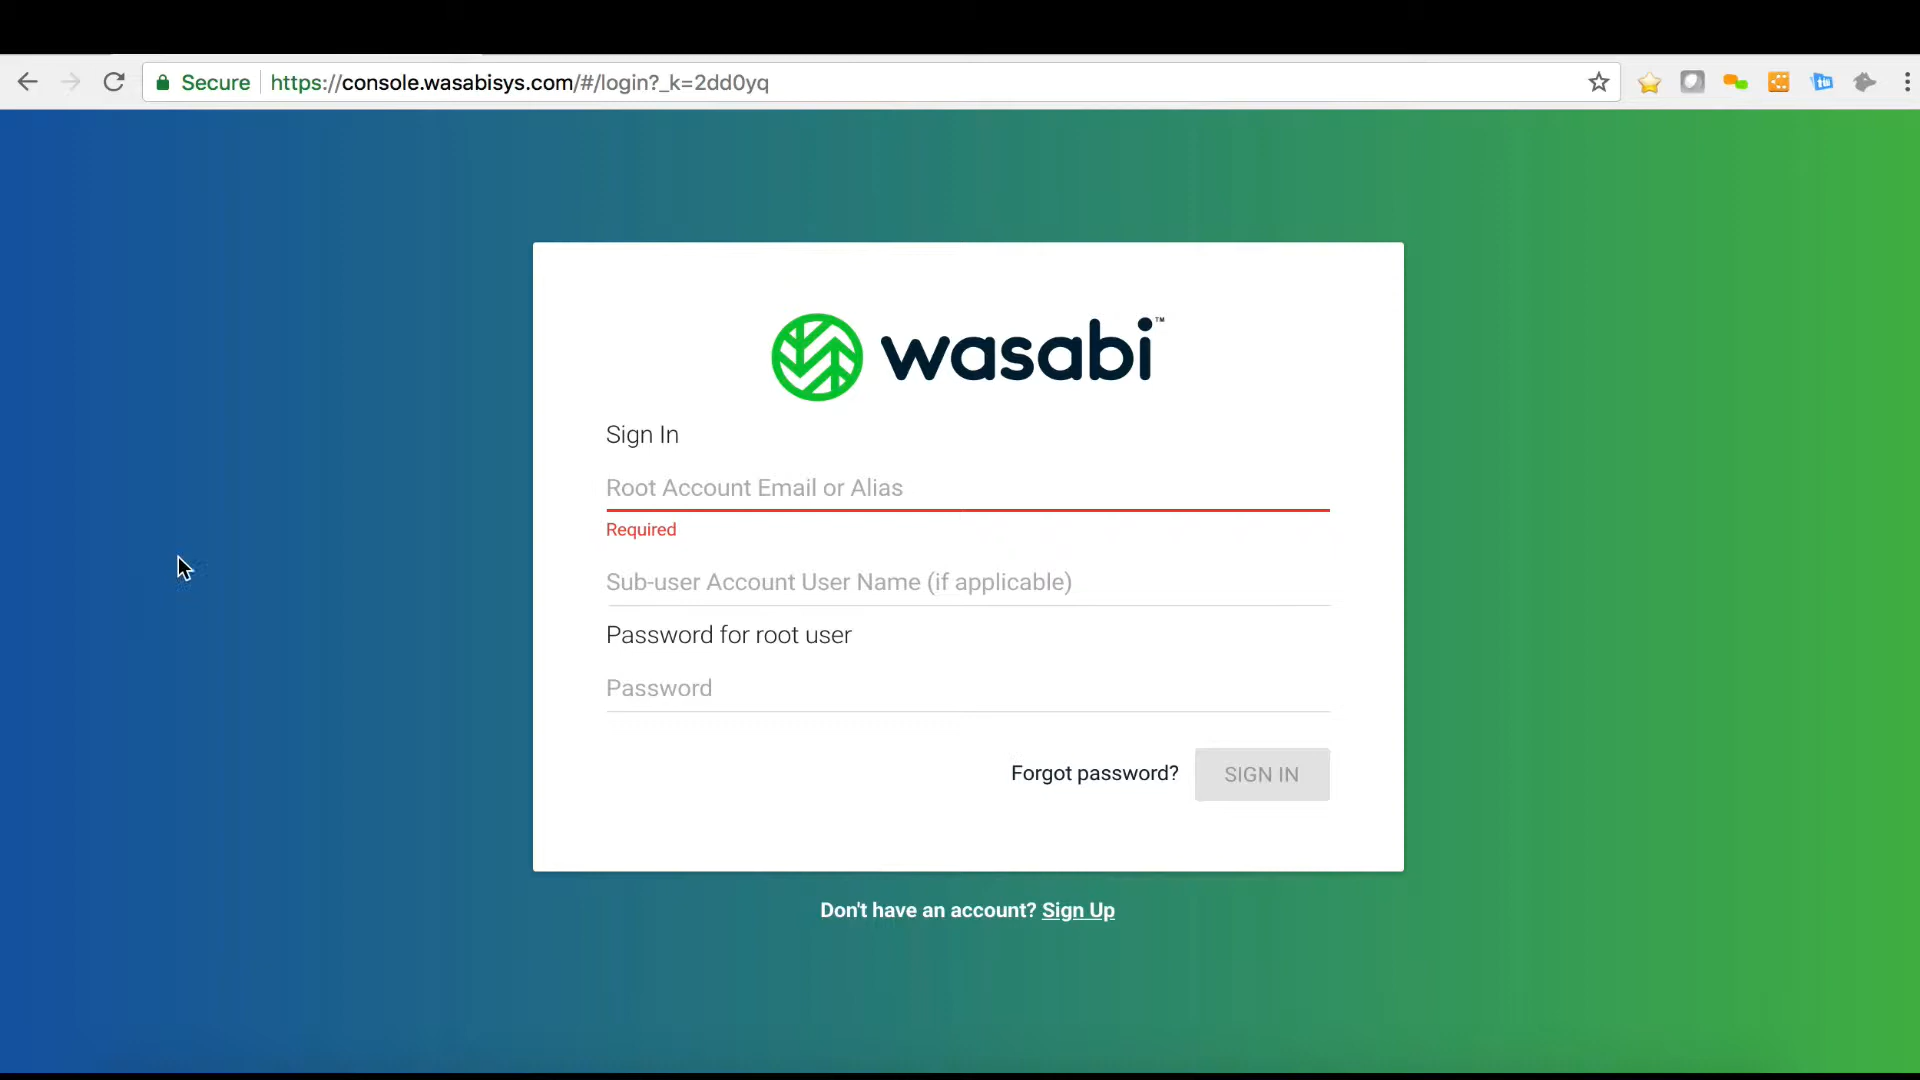 Secure https://console.wasabisys.com/#/login?_k=2dd0yq
wasabi™
Sign In
Root Account Email or Alias
Required
Sub-user Account User Name (if applicable)
Password for root user
Password
Forgot password? SIGN IN
Don't have an account? Sign Up